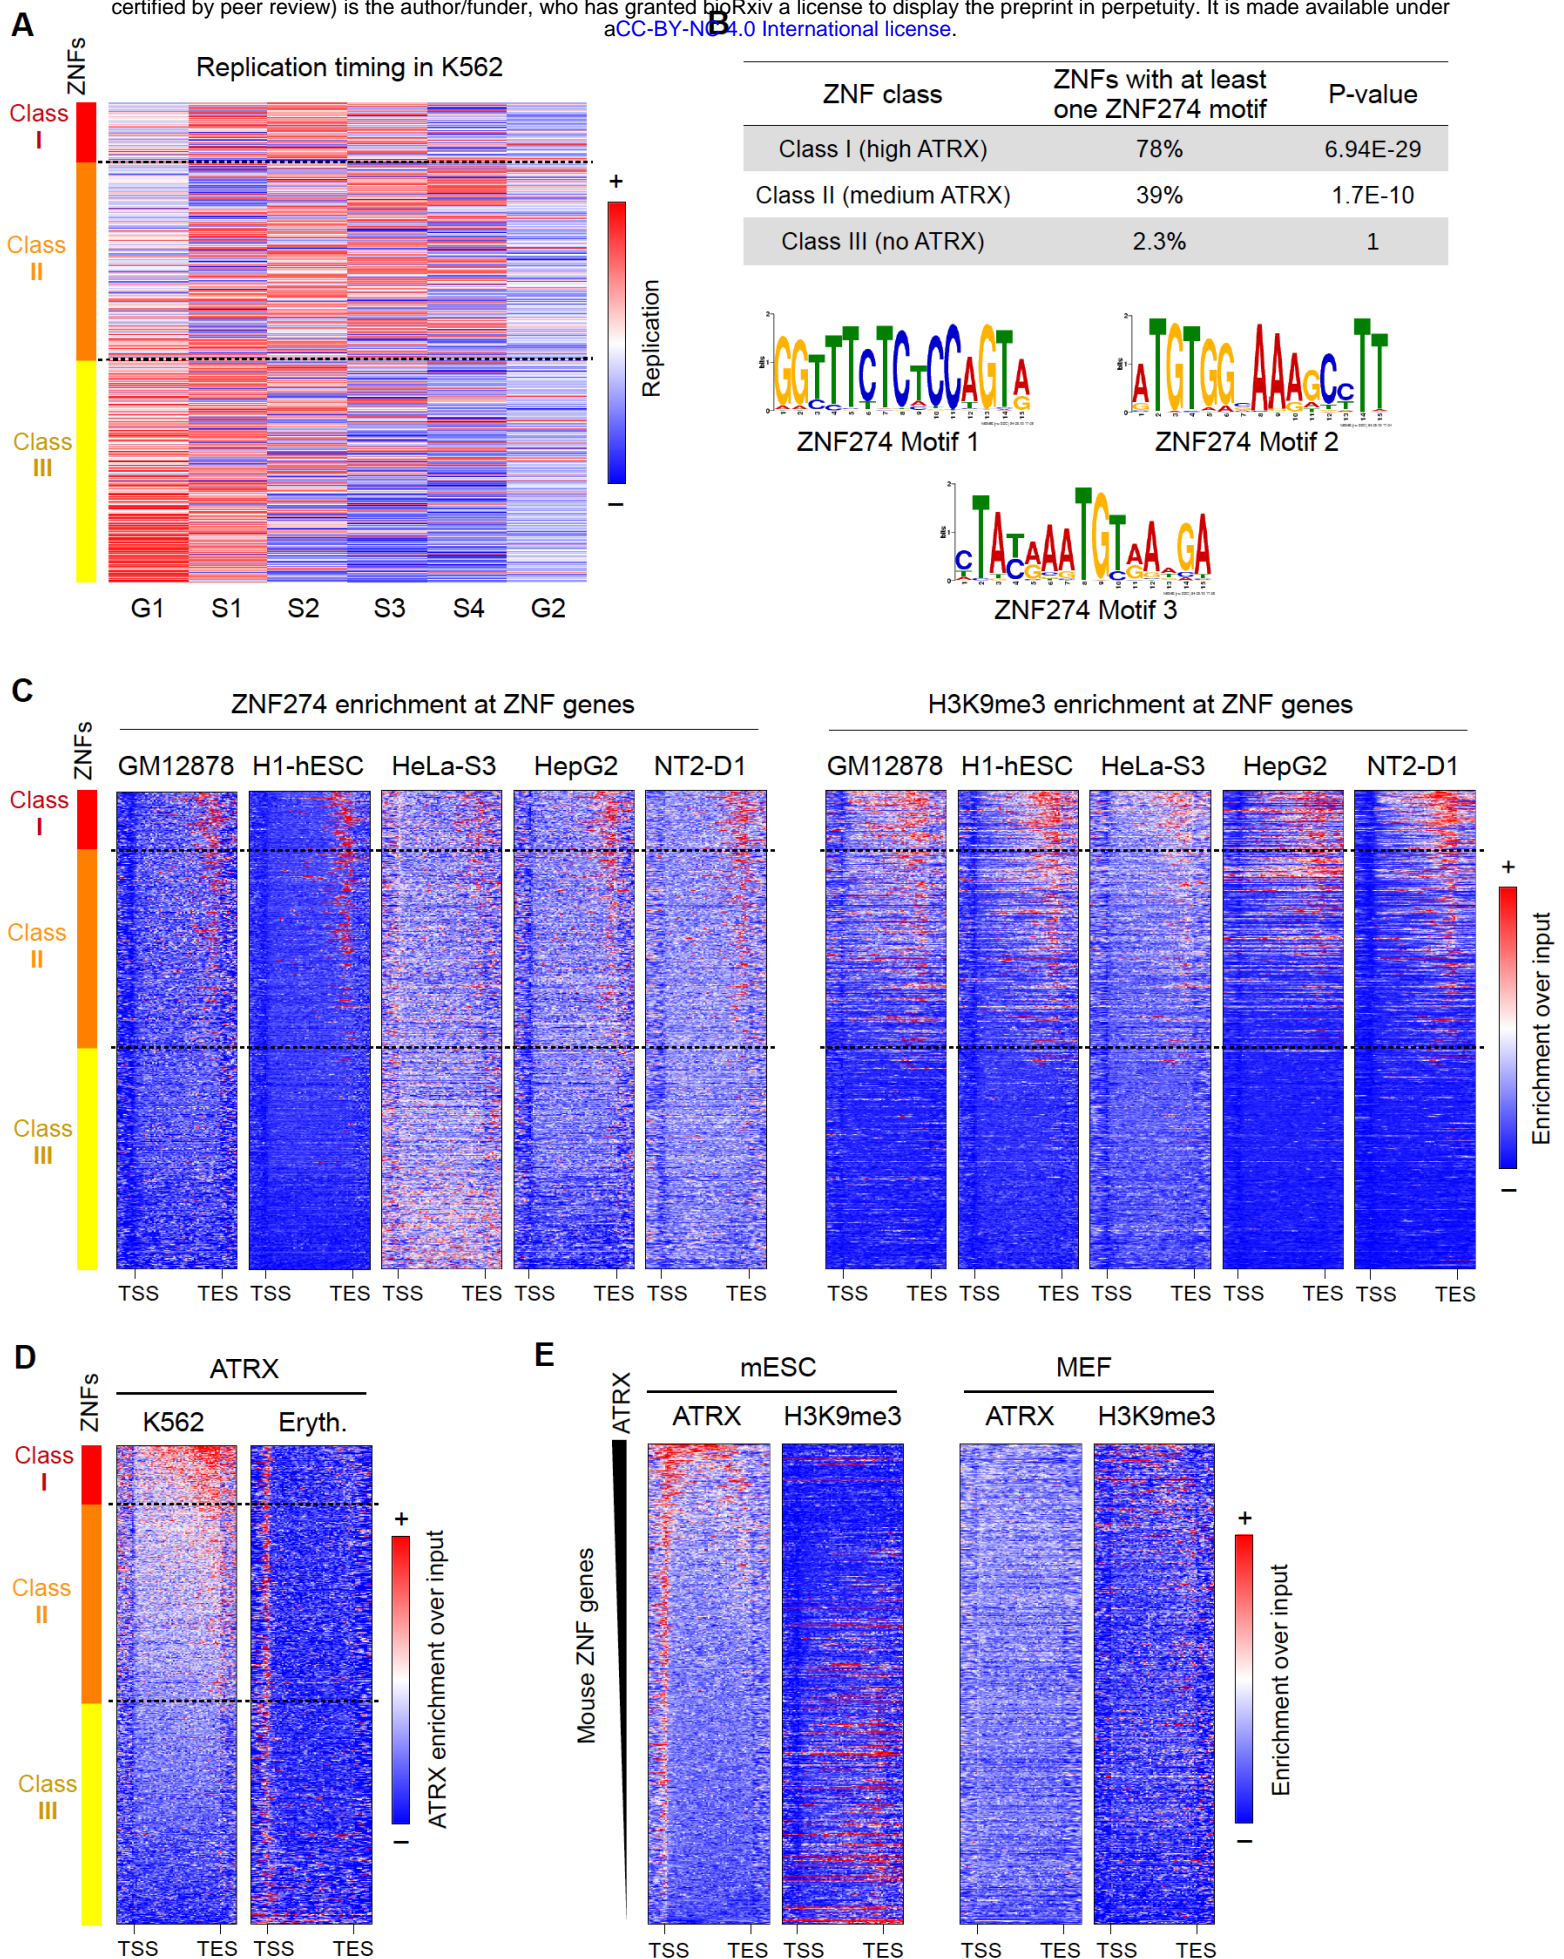 certified by peer review) is the author/funder, who has granted bioRxiv a license to display the preprint in perpetuity. It is made available under
aCC-BY-NC 4.0 International license.
A
ZNFs
Replication timing in K562
Class
I
Class
II
Class
III
G1 S1 S2 S3 S4 G2
+
Replication
–
B
ZNF class
ZNFs with at least
one ZNF274 motif
P-value
Class I (high ATRX) 78% 6.94E-29
Class II (medium ATRX) 39% 1.7E-10
Class III (no ATRX) 2.3% 1
ZNF274 Motif 1
ZNF274 Motif 2
ZNF274 Motif 3
C
ZNFs
ZNF274 enrichment at ZNF genes
GM12878 H1-hESC HeLa-S3 HepG2 NT2-D1
H3K9me3 enrichment at ZNF genes
GM12878 H1-hESC HeLa-S3 HepG2 NT2-D1
Class
I
Class
II
Class
III
TSS TES TSS TES TSS TES TSS TES TSS TES
TSS TES TSS TES TSS TES TSS TES TSS TES
+
Enrichment over input
–
D
ZNFs
ATRX
K562 Eryth.
Class
I
Class
II
Class
III
TSS TES TSS TES
+
ATRX enrichment over input
–
E
ATRX
Mouse ZNF genes
mESC
ATRX H3K9me3
MEF
ATRX H3K9me3
TSS TES TSS TES
TSS TES TSS TES
+
Enrichment over input
–